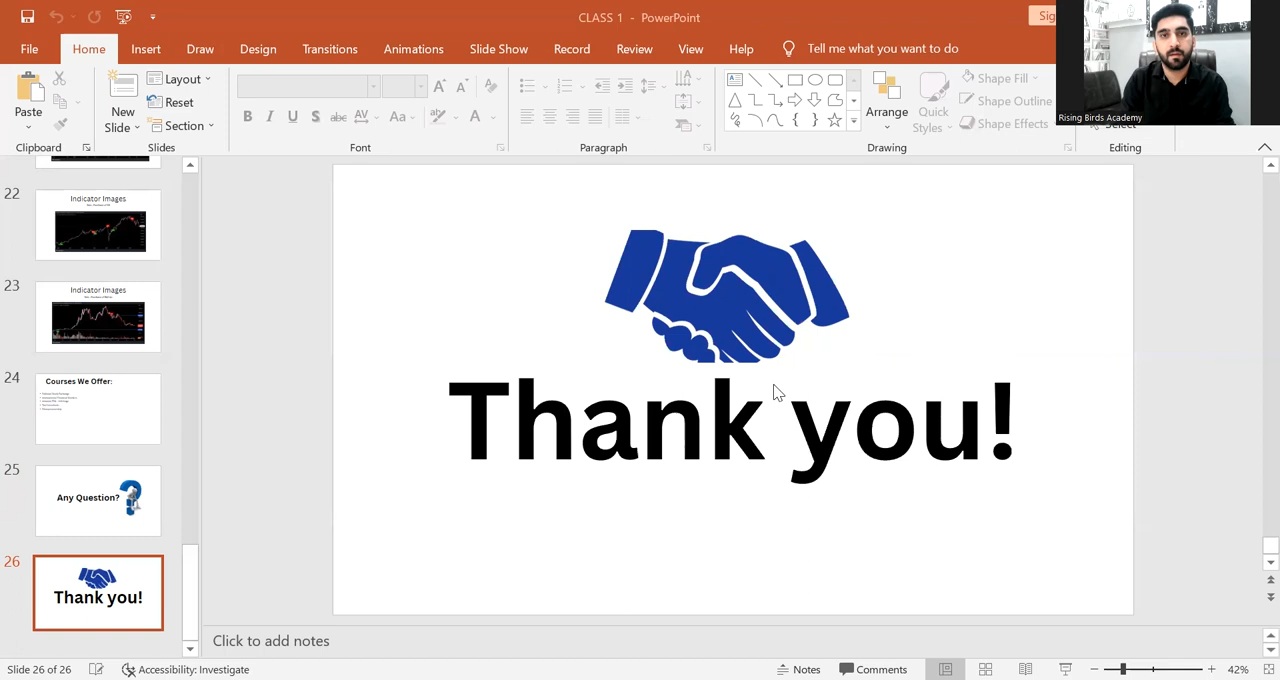 CLASS 1 - PowerPoint
Sig
File
Home
Insert
Draw
Design
Transitions
Animations
Slide Show
Record
Review
View
Help
Tell me what you want to do
Paste
New
Slide
Layout
Reset
Section
B
I
U
S
abc
AV
Aa
A
Arrange
Quick
Styles
Shape Fill
Shape Outline
Shape Effects
Select
Rising Birds Academy
Clipboard
Slides
Font
Paragraph
Drawing
Editing
22
Indicator Images
23
Indicator Images
24
Courses We Offer:
25
Any Question?
26
Thank you!
Thank you!
Click to add notes
Slide 26 of 26
Accessibility: Investigate
Notes
Comments
42%